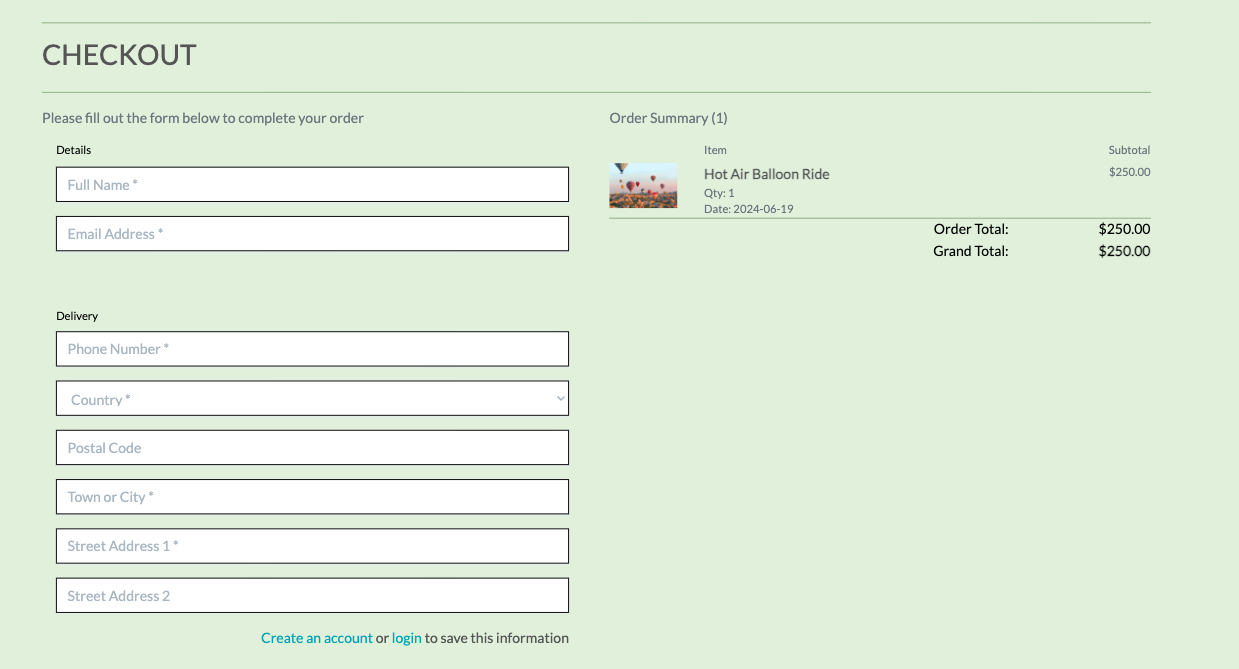 CHECKOUT
Please fill out the form below to complete your order
Details
Full Name *
Email Address *
Delivery
Phone Number *
Country *
Postal Code
Town or City *
Street Address 1 *
Street Address 2
Create an account or login to save this information
Order Summary (1)
Item Subtotal
Hot Air Balloon Ride $250.00
Qty: 1
Date: 2024-06-19
Order Total: $250.00
Grand Total: $250.00